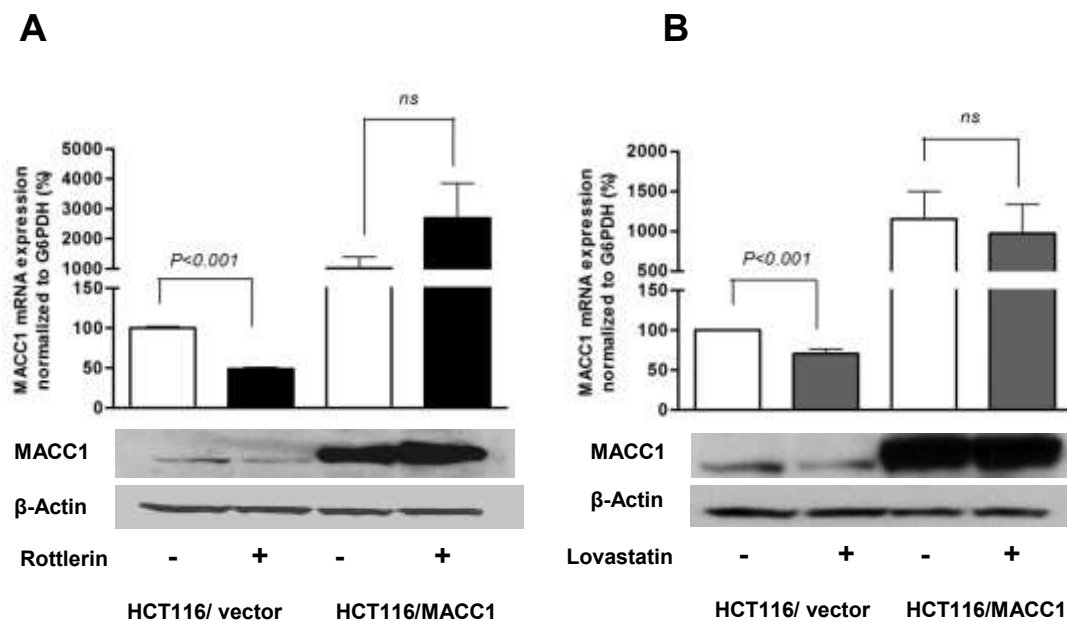 A
MACC1 mRNA expression
normalized to G6PDH (%)
5000
4000
3000
2000
1000
150
100
50
0
P<0.001
ns
MACC1
β-Actin
Rottlerin - + - +
HCT116/ vector HCT116/MACC1
B
MACC1 mRNA expression
normalized to G6PDH (%)
2000
1500
1000
500
150
100
50
0
P<0.001
ns
MACC1
β-Actin
Lovastatin - + - +
HCT116/ vector HCT116/MACC1